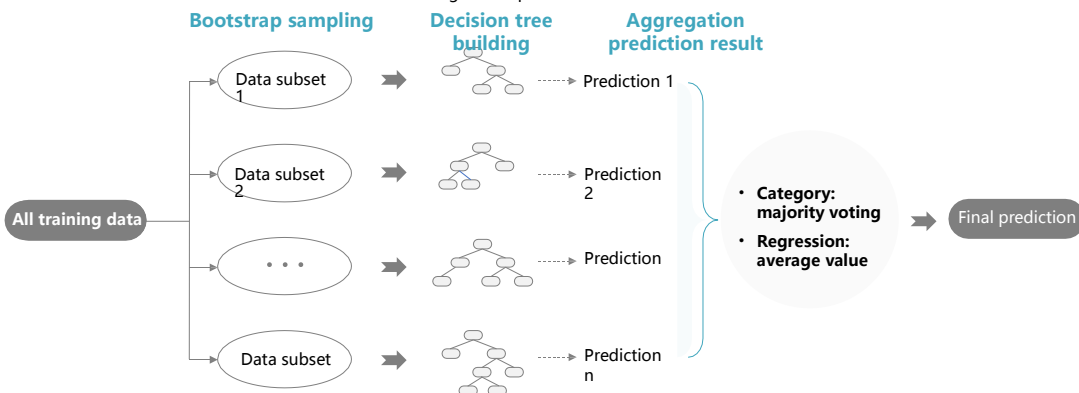 Bootstrap sampling
Decision tree
building
Aggregation
prediction result
Data subset
1
Prediction 1
Data subset
2
Prediction
2
All training data
• Category:
majority voting
• Regression:
average value
Final prediction
• • •
Prediction
Data subset
Prediction
n